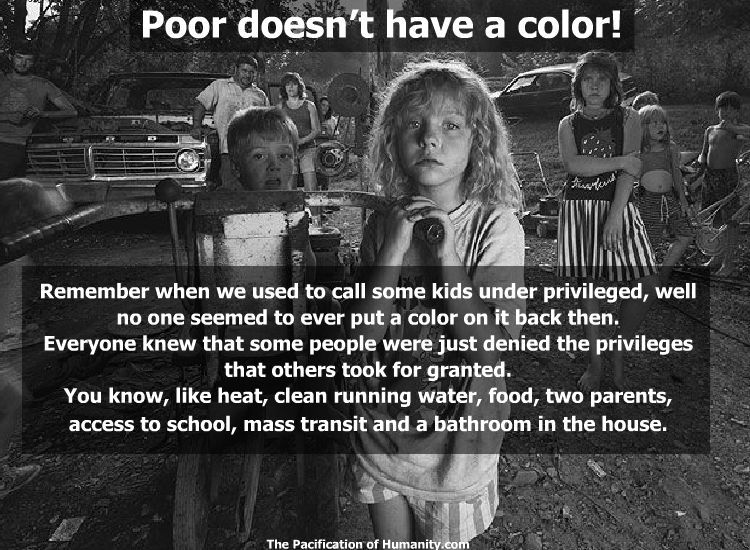 Poor doesn't have a color!
Remember when we used to call some kids under privileged, well
no one seemed to ever put a color on it back then.
Everyone knew that some people were just denied the privileges
that others took for granted.
You know, like heat, clean running water, food, two parents,
access to school, mass transit and a bathroom in the house.
The Pacification of Humanity.com